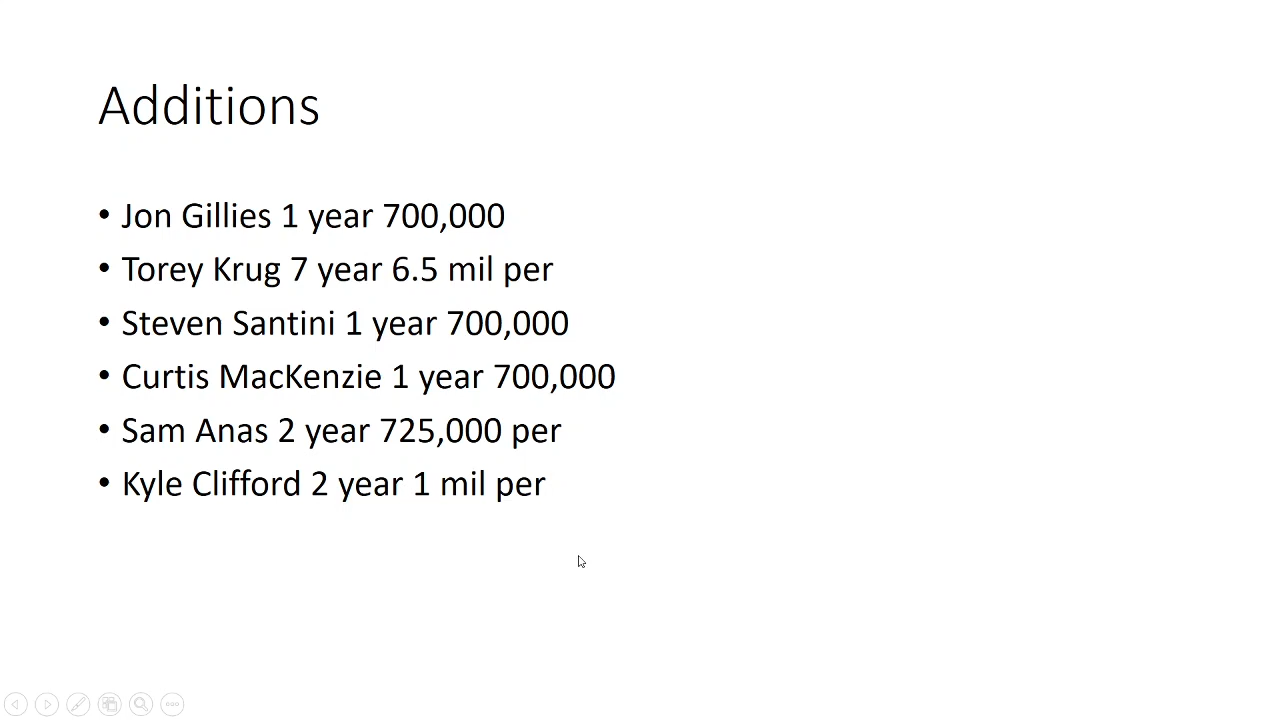 Additions
• Jon Gillies 1 year 700,000
• Torey Krug 7 year 6.5 mil per
• Steven Santini 1 year 700,000
• Curtis MacKenzie 1 year 700,000
• Sam Anas 2 year 725,000 per
• Kyle Clifford 2 year 1 mil per